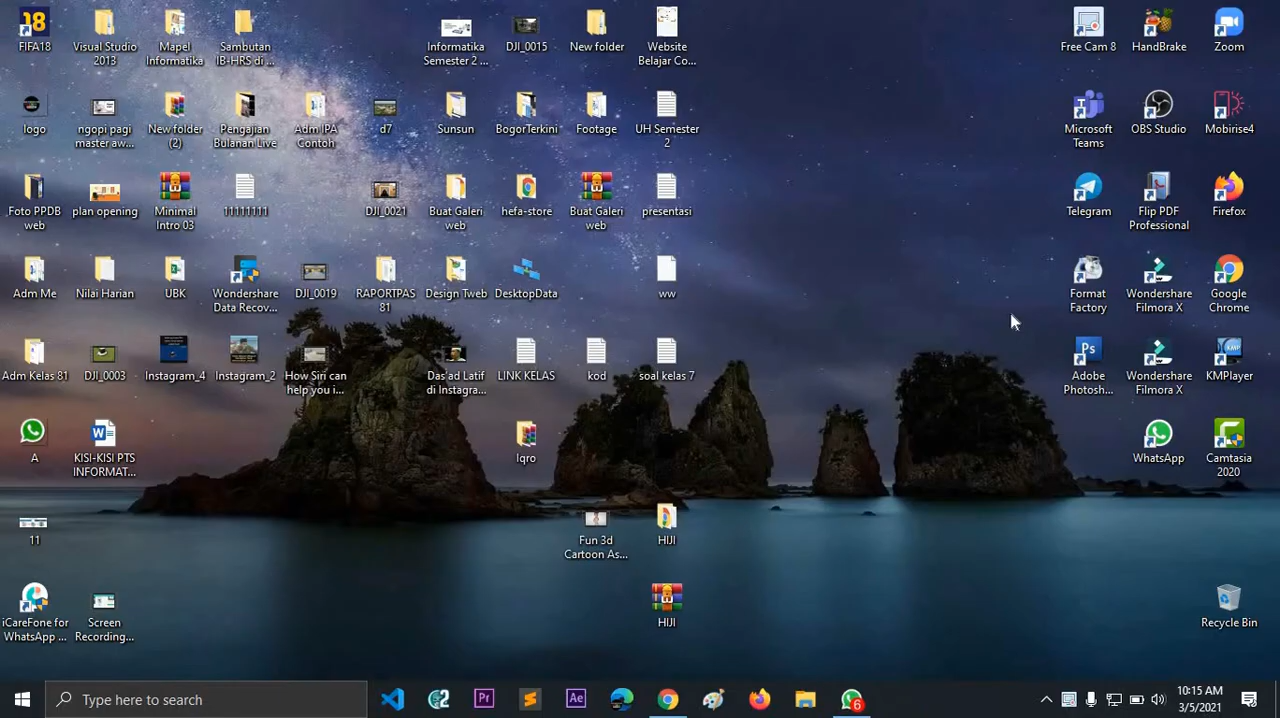 FIFA18
Visual Studio
2013
Mapel
Informatika
Sambutan
IB-HRS di ...
Informatika
Semester 2 ...
DJI_0015
New folder
Website
Belajar Co...
Free Cam 8
HandBrake
Zoom
logo
ngopi pagi
master aw...
New folder
(2)
Pengajian
Bulanan Live
Adm IPA
Contoh
d7
Sunsun
BogorTerkini
Footage
UH Semester
2
Microsoft
Teams
OBS Studio
Mobirise4
Foto PPDB
web
plan opening
Minimal
Intro 03
11111111
DJI_0021
Buat Galeri
web
hefa-store
Buat Galeri
web
presentasi
Telegram
Flip PDF
Professional
Firefox
Adm Me
Nilai Harian
UBK
Wondershare
Data Recov...
DJI_0019
RAPORTPAS
81
Design Tweb
DesktopData
ww
Format
Factory
Wondershare
Filmora X
Google
Chrome
Adm Kelas 81
DJI_0003
Instagram_4
Instagram_2
How Siri can
help you i...
Das'ad Latif
di Instagra...
LINK KELAS
kod
soal kelas 7
Adobe
Photosh...
Wondershare
Filmora X
KMPlayer
A
KISI-KISI PTS
INFORMAT...
Iqro
WhatsApp
Camtasia
2020
11
Fun 3d
Cartoon As...
HIJI
iCareFone for
WhatsApp ...
Screen
Recording...
HIJI
Recycle Bin
Type here to search
10:15 AM
3/5/2021